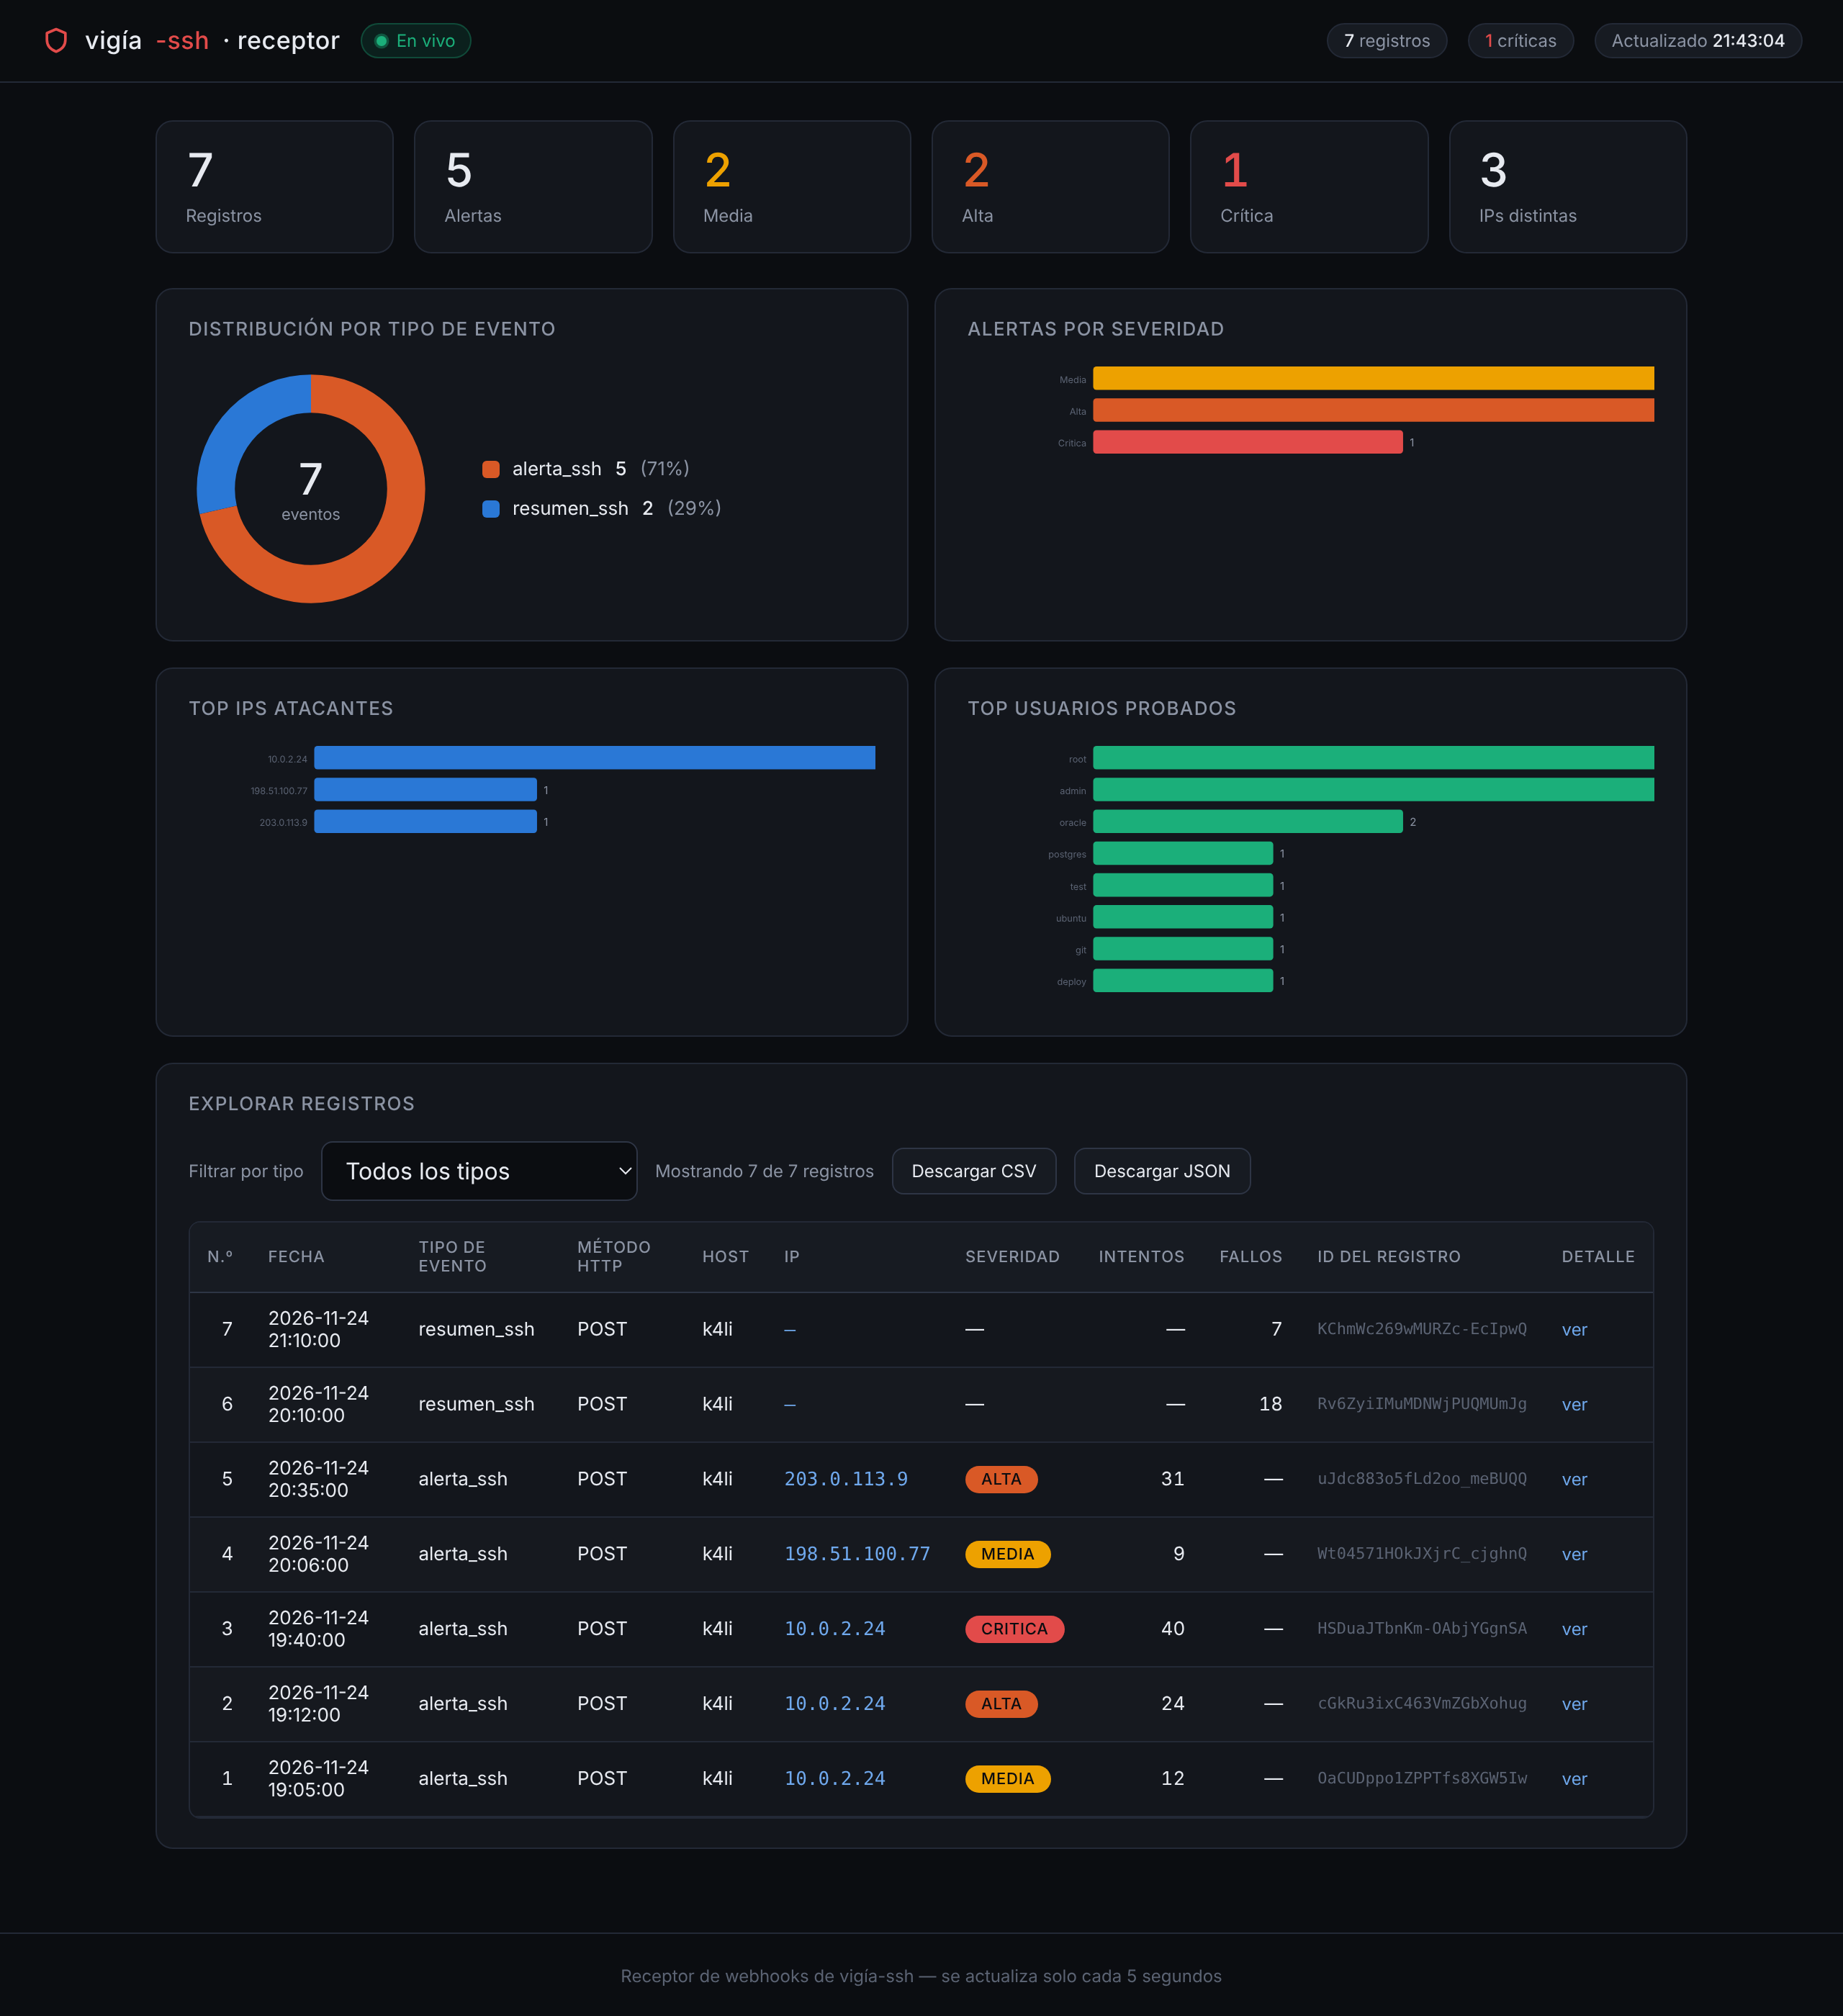 vigía -ssh · receptor En vivo 7 registros 1 críticas Actualizado 21:43:04
7 5 2 2 1 3
Registros Alertas Media Alta Crítica IPs distintas
DISTRIBUCIÓN POR TIPO DE EVENTO
7
eventos
alerta_ssh 5 (71%)
resumen_ssh 2 (29%)
ALERTAS POR SEVERIDAD
Media
Alta
Crítica 1
TOP IPS ATACANTES
10.0.2.24
198.51.100.77 1
203.0.113.9 1
TOP USUARIOS PROBADOS
root
admin
oracle 2
postgres 1
test 1
ubuntu 1
git 1
deploy 1
EXPLORAR REGISTROS
Filtrar por tipo Todos los tipos Mostrando 7 de 7 registros Descargar CSV Descargar JSON
N.º FECHA TIPO DE EVENTO MÉTODO HTTP HOST IP SEVERIDAD INTENTOS FALLOS ID DEL REGISTRO DETALLE
7 2026-11-24 21:10:00 resumen_ssh POST k4li — — — 7 KChmWc269wMURZc-EcIpwQ ver
6 2026-11-24 20:10:00 resumen_ssh POST k4li — — — 18 Rv6ZyiIMuMDNWjPUQMUmJg ver
5 2026-11-24 20:35:00 alerta_ssh POST k4li 203.0.113.9 ALTA 31 — uJdc883o5fLd2oo_meBUQQ ver
4 2026-11-24 20:06:00 alerta_ssh POST k4li 198.51.100.77 MEDIA 9 — Wt04571HOkJXjrC_cjghnQ ver
3 2026-11-24 19:40:00 alerta_ssh POST k4li 10.0.2.24 CRITICA 40 — HSDuaJTbnKm-OAbjYGgnSA ver
2 2026-11-24 19:12:00 alerta_ssh POST k4li 10.0.2.24 ALTA 24 — cGkRu3ixC463VmZGbXohug ver
1 2026-11-24 19:05:00 alerta_ssh POST k4li 10.0.2.24 MEDIA 12 — OaCUDppo1ZPPTfs8XGW5Iw ver
Receptor de webhooks de vigía-ssh — se actualiza solo cada 5 segundos